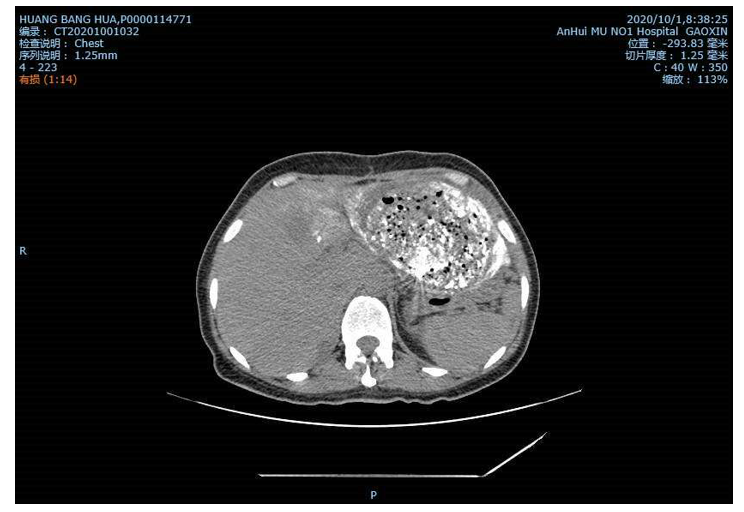 HUANG BANG HUA,P0000114771
编录： CT20201001032
检查说明： Chest
序列说明： 1.25mm
4 - 223
有损 (1:14)
2020/10/1,8:38:25
AnHui MU NO1 Hospital GAOXIN
位置： -293.83 毫米
切片厚度： 1.25 毫米
C : 40 W : 350
缩放： 113%
R
P